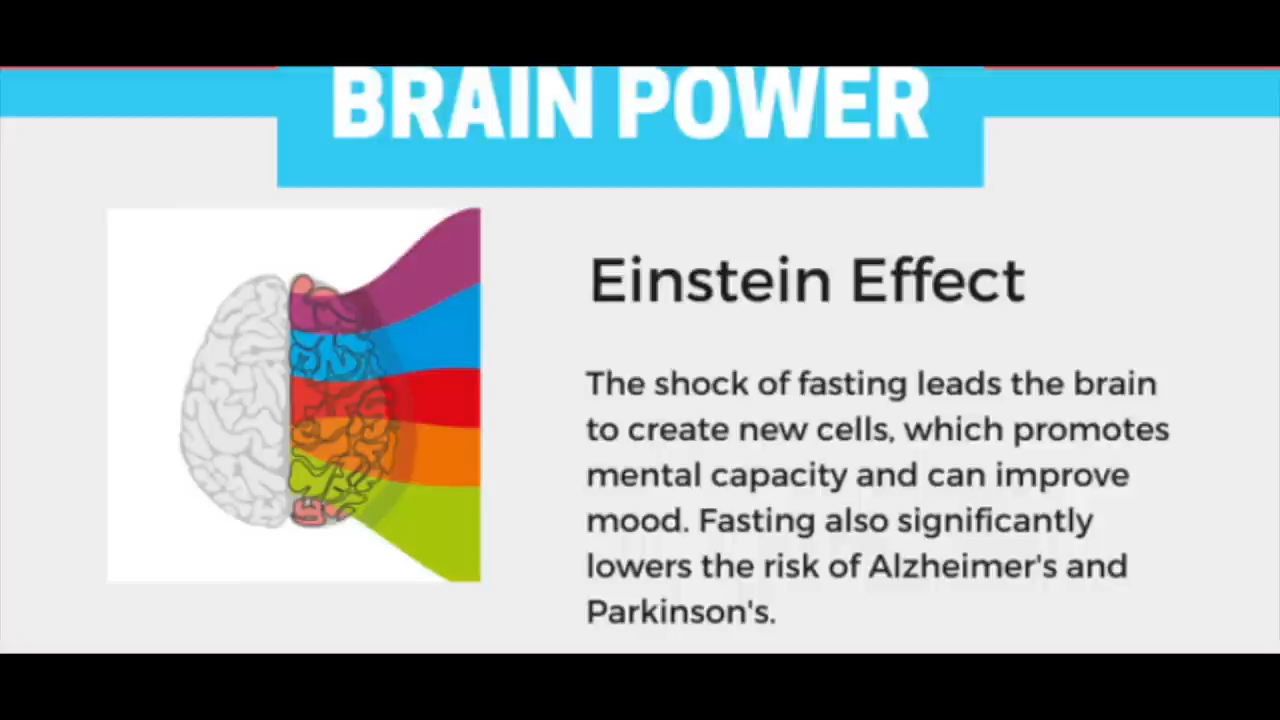 BRAIN POWER
Einstein Effect
The shock of fasting leads the brain
to create new cells, which promotes
mental capacity and can improve
mood. Fasting also significantly
lowers the risk of Alzheimer's and
Parkinson's.